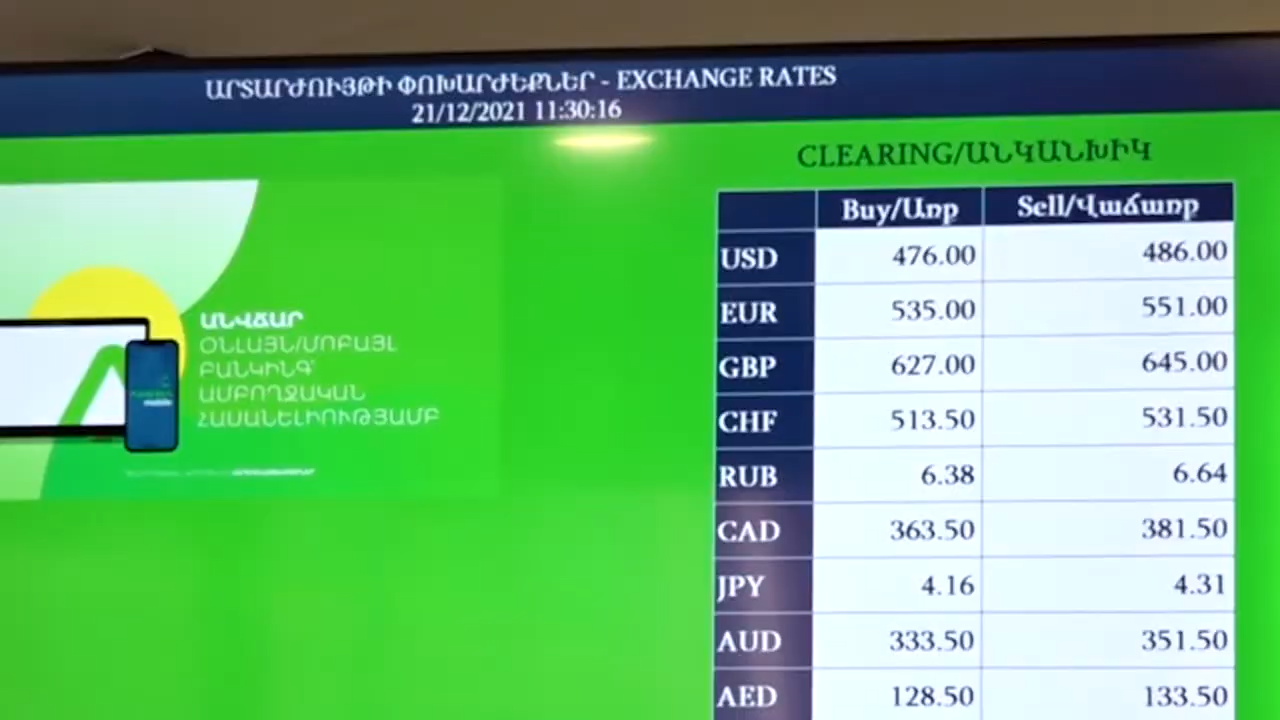 ԱՐՏԱՐԺՈՒՅԹԻ ՓՈԽԱՐԺԵՔՆԵՐ - EXCHANGE RATES
21/12/2021 11:30:16
CLEARING/ԱՆԿԱՆԽԻԿ
Buy/Առք Sell/Վաճառք
USD 476.00 486.00
EUR 535.00 551.00
GBP 627.00 645.00
CHF 513.50 531.50
RUB 6.38 6.64
CAD 363.50 381.50
JPY 4.16 4.31
AUD 333.50 351.50
AED 128.50 133.50
ԱՆՎՃԱՐ
ՕՆԼԱՅՆ/ՄՈԲԱՅԼ
ԲԱՆԿԻՆԳ՝
ԱՄԲՈՂՋԱԿԱՆ
ՀԱՍԱՆԵԼԻՈՒԹՅԱՄԲ